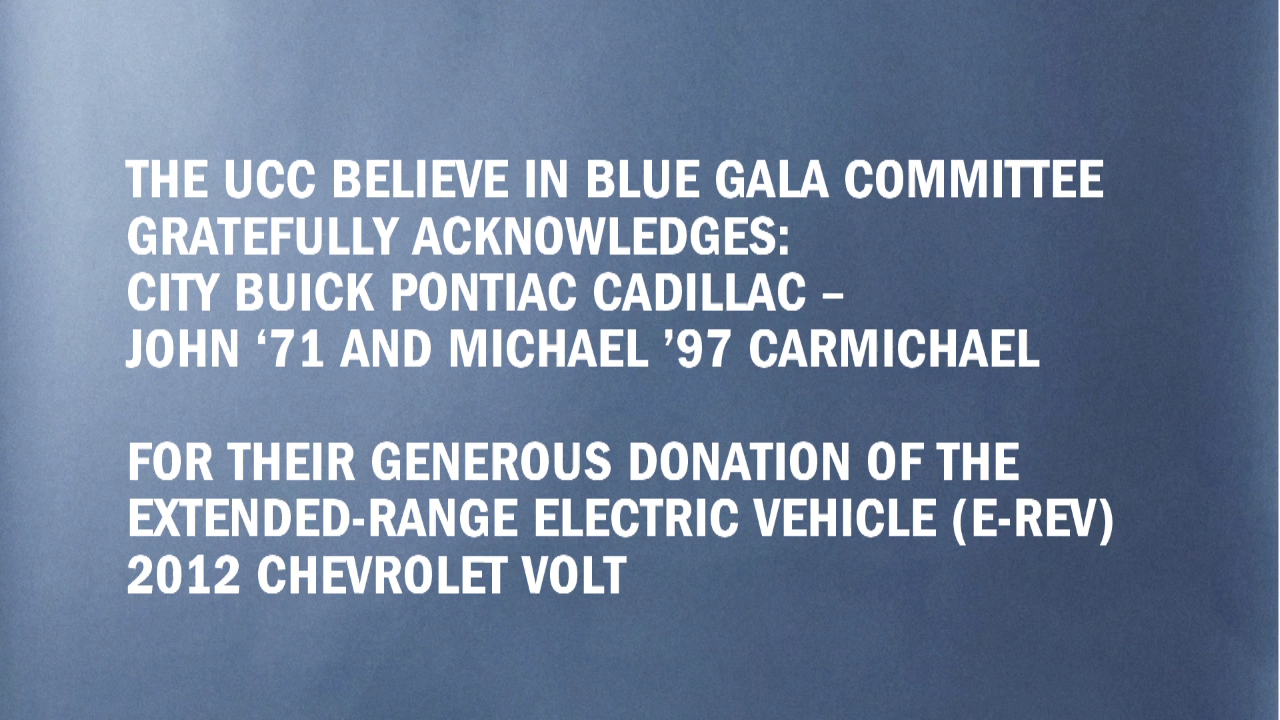 THE UCC BELIEVE IN BLUE GALA COMMITTEE
GRATEFULLY ACKNOWLEDGES:
CITY BUICK PONTIAC CADILLAC –
JOHN ‘71 AND MICHAEL ’97 CARMICHAEL
FOR THEIR GENEROUS DONATION OF THE
EXTENDED-RANGE ELECTRIC VEHICLE (E-REV)
2012 CHEVROLET VOLT